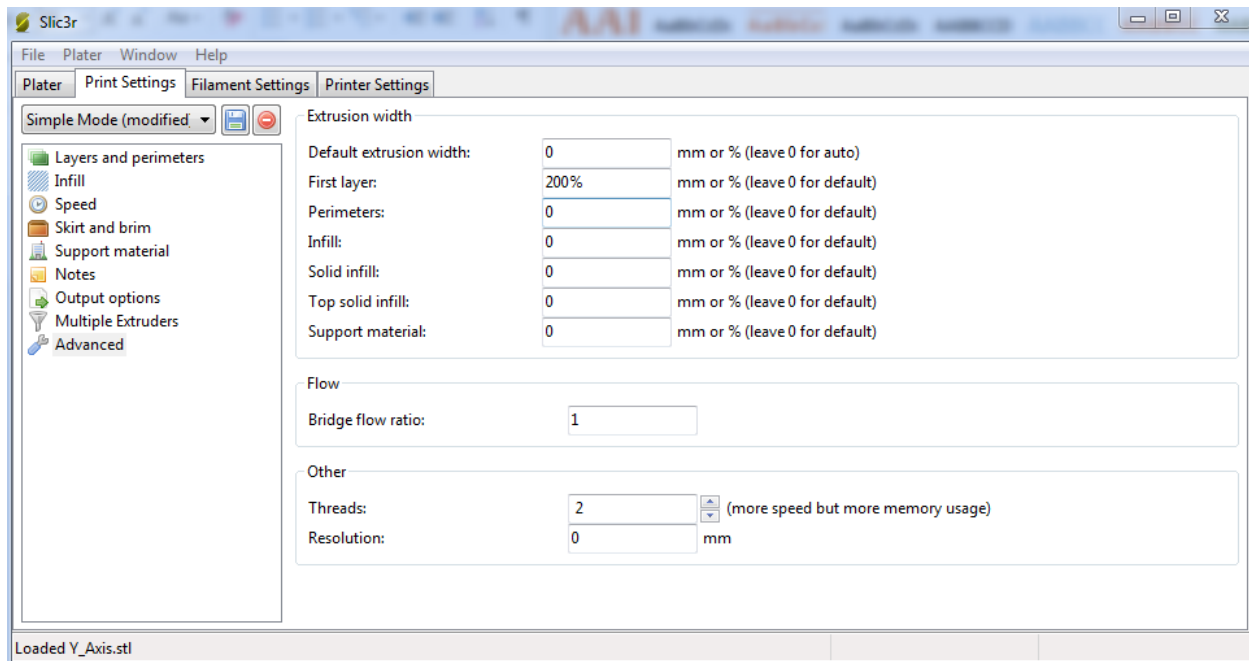 Slic3r
File Plater Window Help
Plater Print Settings Filament Settings Printer Settings
Simple Mode (modified
Layers and perimeters
Infill
Speed
Skirt and brim
Support material
Notes
Output options
Multiple Extruders
Advanced
Extrusion width
Default extrusion width: 0 mm or % (leave 0 for auto)
First layer: 200% mm or % (leave 0 for default)
Perimeters: 0 mm or % (leave 0 for default)
Infill: 0 mm or % (leave 0 for default)
Solid infill: 0 mm or % (leave 0 for default)
Top solid infill: 0 mm or % (leave 0 for default)
Support material: 0 mm or % (leave 0 for default)
Flow
Bridge flow ratio: 1
Other
Threads: 2 (more speed but more memory usage)
Resolution: 0 mm
Loaded Y_Axis.stl